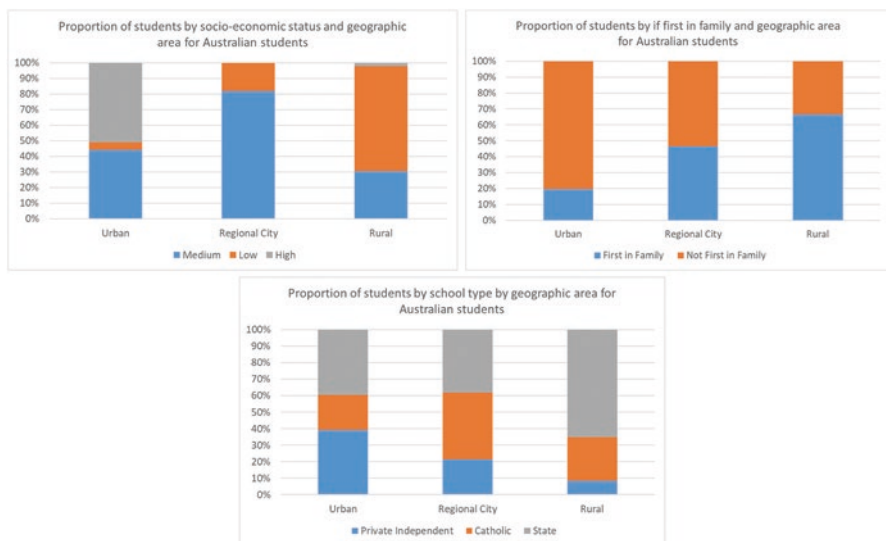 Proportion of students by socio-economic status and geographic
area for Australian students
100%
90%
80%
70%
60%
50%
40%
30%
20%
10%
0%
Urban Regional City Rural
Medium Low High
Proportion of students by if first in family and geographic area
for Australian students
100%
90%
80%
70%
60%
50%
40%
30%
20%
10%
0%
Urban Regional City Rural
First in Family Not First in Family
Proportion of students by school type by geographic area for
Australian students
100%
90%
80%
70%
60%
50%
40%
30%
20%
10%
0%
Urban Regional City Rural
Private Independent Catholic State